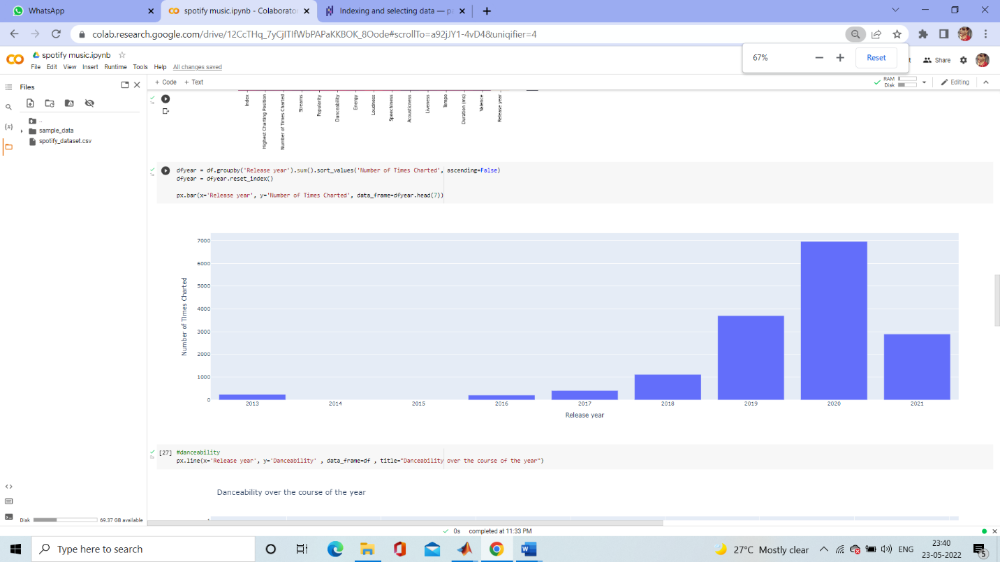 WhatsApp
spotify music.ipynb - Colaborator
Indexing and selecting data — pa
colab.research.google.com/drive/12CcTHq_7yCjITIfWbPAPaKKBOK_8Oode#scrollTo=a92jJY1-4vD4&uniqifier=4
67%
Reset
spotify music.ipynb
File Edit View Insert Runtime Tools Help All changes saved
Share
Files
+ Code + Text
RAM
Disk
Editing
..
sample_data
spotify_dataset.csv
1s
Index
Highest Charting Position
Number of Times Charted
Streams
Popularity
Danceability
Energy
Loudness
Speechiness
Acousticness
Liveness
Tempo
Duration (ms)
Valence
Release year
1s
dfyear = df.groupby('Release year').sum().sort_values('Number of Times Charted', ascending=False)
dfyear = dfyear.reset_index()
px.bar(x='Release year', y='Number of Times Charted', data_frame=dfyear.head(7))
7000
6000
5000
4000
3000
2000
1000
0
Number of Times Charted
2013 2014 2015 2016 2017 2018 2019 2020 2021
Release year
[27] #danceability
0s
px.line(x='Release year', y='Danceability' , data_frame=df , title="Danceability over the course of the year")
Danceability over the course of the year
Disk 69.37 GB available
0s completed at 11:33 PM
Type here to search
27°C Mostly clear
ENG
23:40
23-05-2022
5